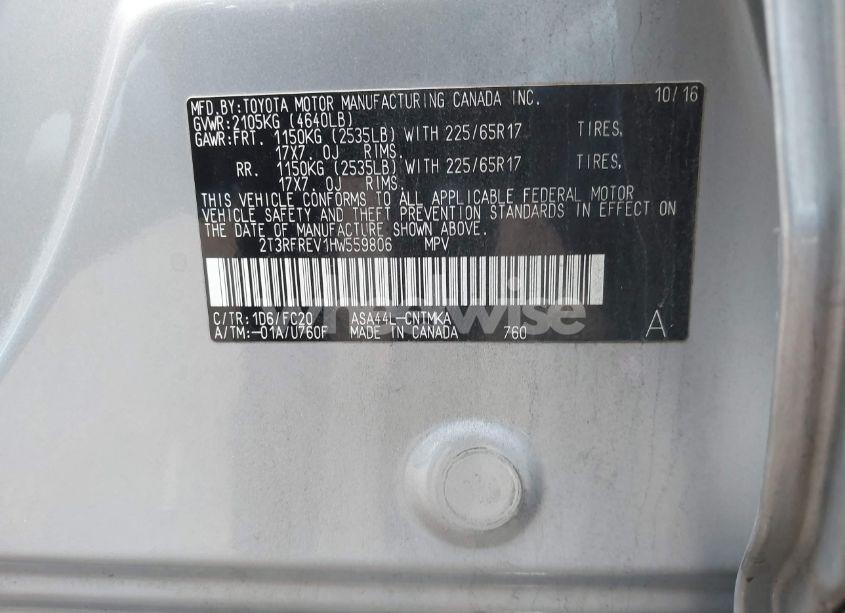 MFD. BY: TOYOTA MOTOR MANUFACTURING CANADA INC. 10/16
GVWR: 2105KG (4640LB)
GAWR: FRT. 1150KG (2535LB) WITH 225/65R17 TIRES,
17X7.0J RIMS.
RR. 1150KG (2535LB) WITH 225/65R17 TIRES,
17X7.0J RIMS.
THIS VEHICLE CONFORMS TO ALL APPLICABLE FEDERAL MOTOR
VEHICLE SAFETY AND THEFT PREVENTION STANDARDS IN EFFECT ON
THE DATE OF MANUFACTURE SHOWN ABOVE.
2T3RFREV1HW559806 MPV
wheelwise
C/TR: 1D6/FC20 ASA44L-CNTMKA
A/TM: -01A/U760F MADE IN CANADA 760 A